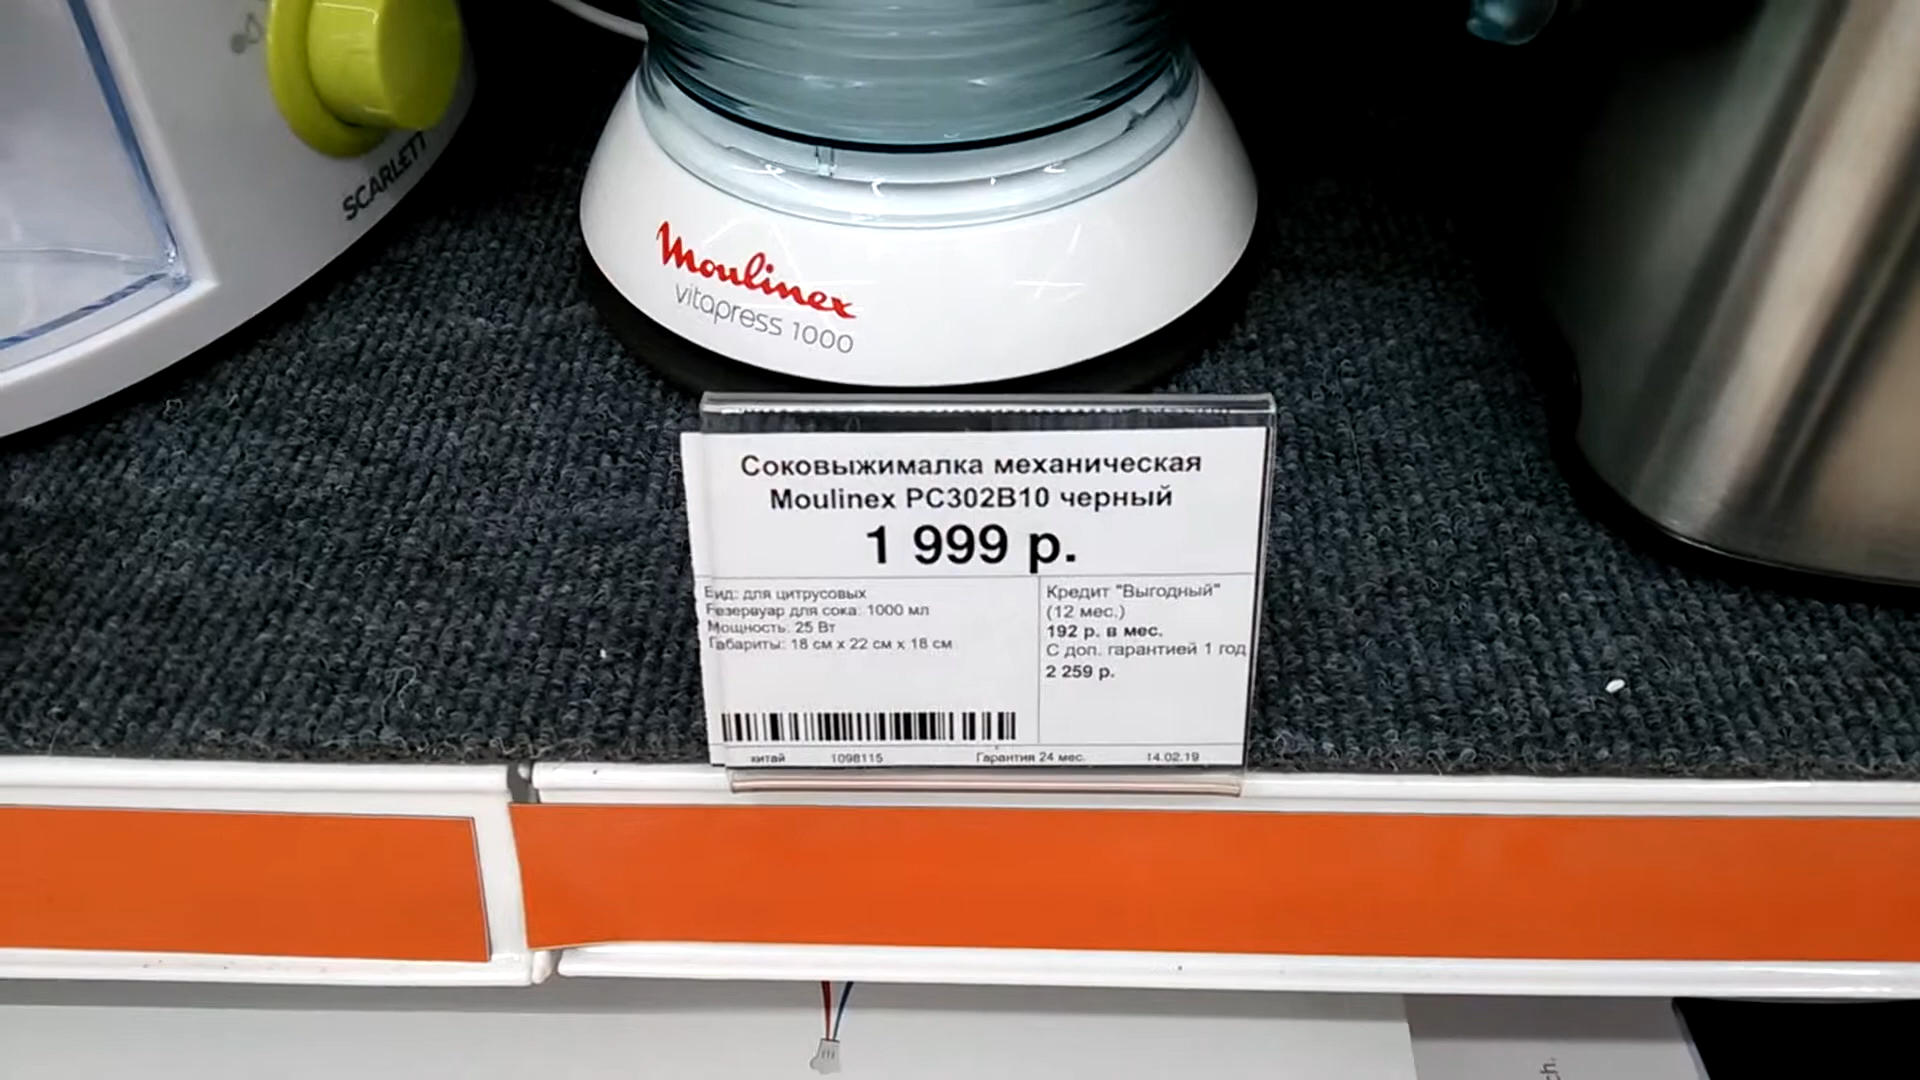 SCARLETT
Moulinex
vitapress 1000
Соковыжималка механическая
Moulinex PC302B10 черный
1 999 р.
Вид: для цитрусовых
Резервуар для сока: 1000 мл
Мощность: 25 Вт
Габариты: 18 см х 22 см х 18 см
Кредит "Выгодный"
(12 мес.)
192 р. в мес.
С доп. гарантией 1 год
2 259 р.
китай 1098115 Гарантия 24 мес. 14.02.19
ch.